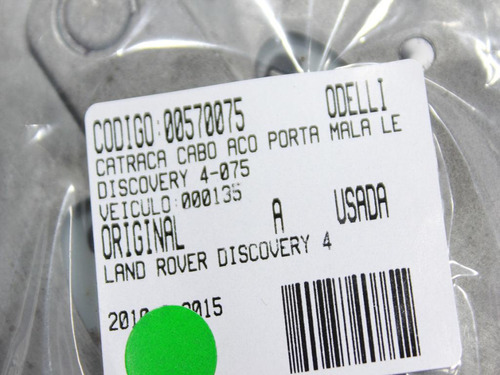 CODIGO:00570075 ODELLI
CATRACA CABO ACO PORTA MALA LE
DISCOVERY 4-075
VEICULO:000135
ORIGINAL A USADA
LAND ROVER DISCOVERY 4
2015